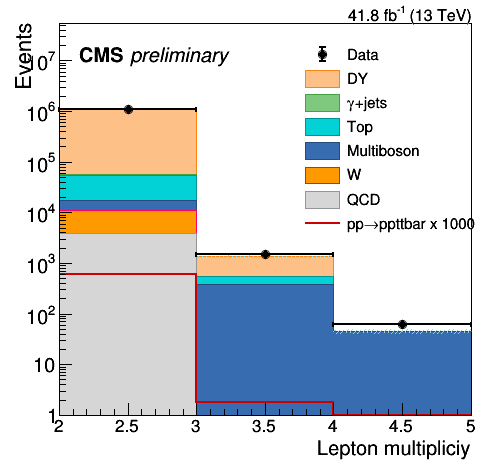 41.8 fb⁻¹ (13 TeV)
Events
CMS preliminary
Data
DY
γ+jets
Top
Multiboson
W
QCD
pp→ppttbar x 1000
10⁷
10⁶
10⁵
10⁴
10³
10²
10
1
2 2.5 3 3.5 4 4.5 5
Lepton multipliciy